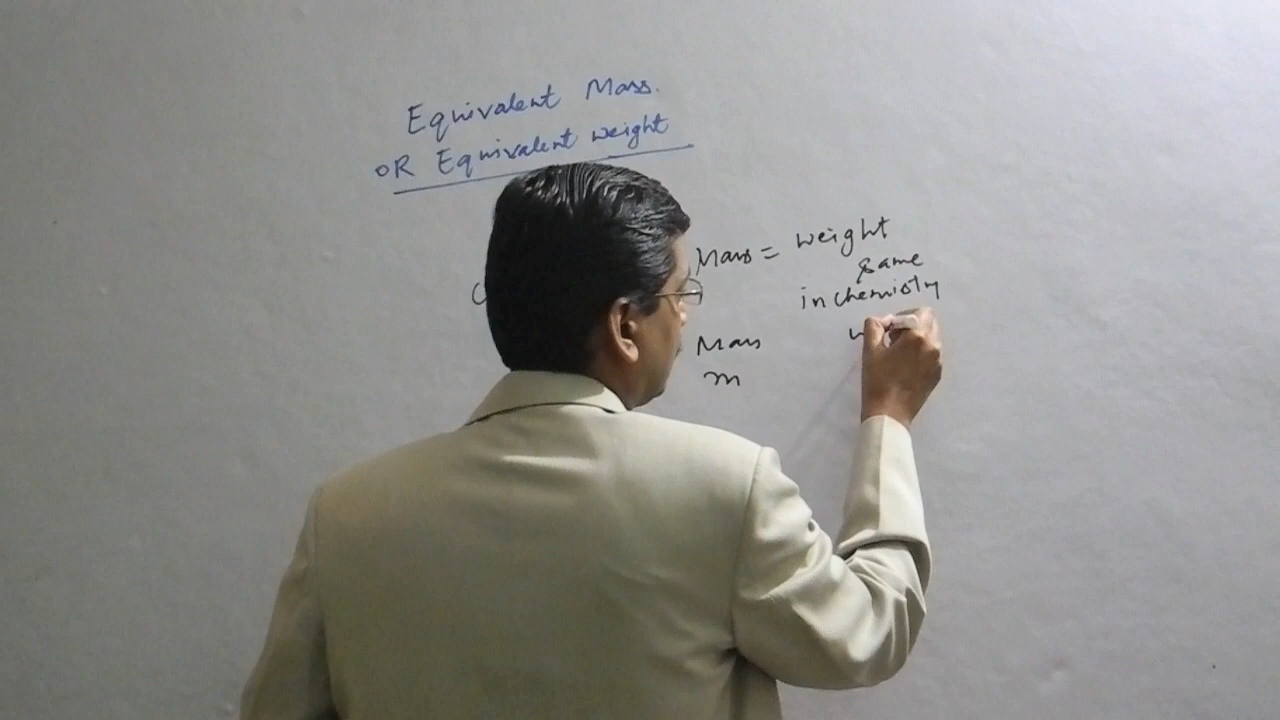 Equivalent Mass.
OR Equivalent weight
Mass = weight
same
in chemistry
Mass
m